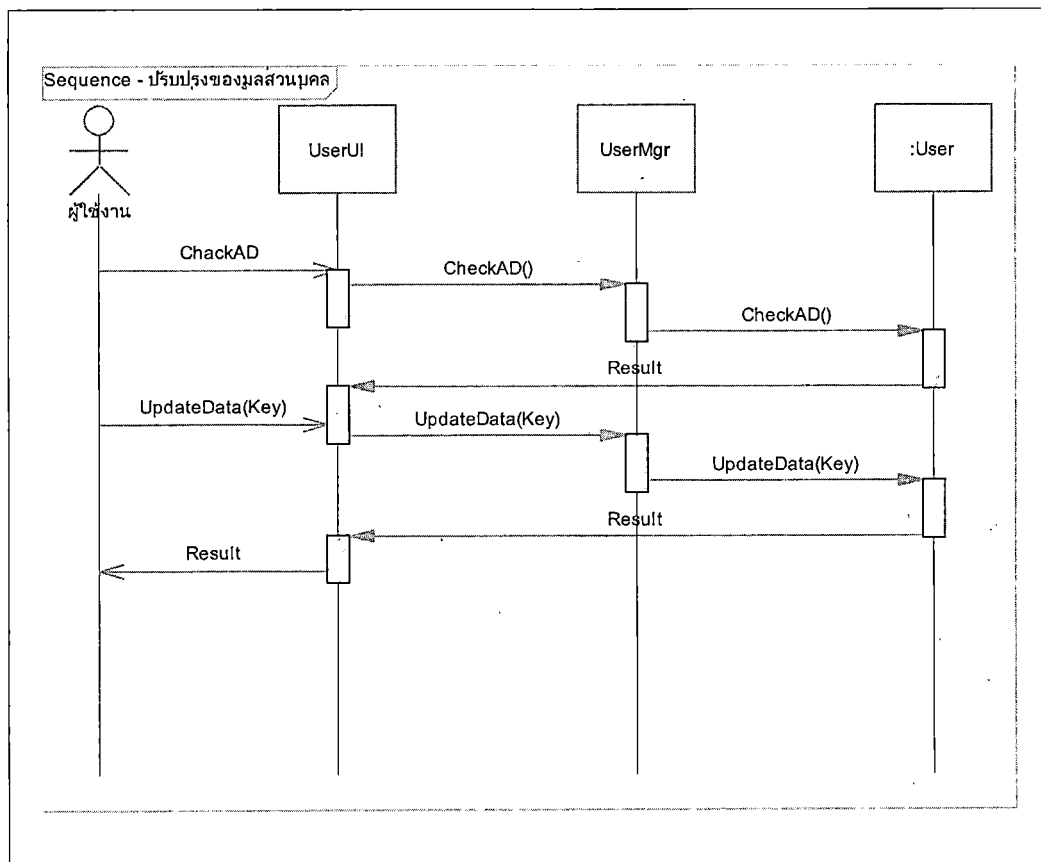 Sequence - ปรับปรุงของมูลส่วนบุคล
UserUI
UserMgr
:User
ผู้ใช้งาน
ChackAD
CheckAD()
CheckAD()
Result
UpdateData(Key)
UpdateData(Key)
UpdateData(Key)
Result
Result